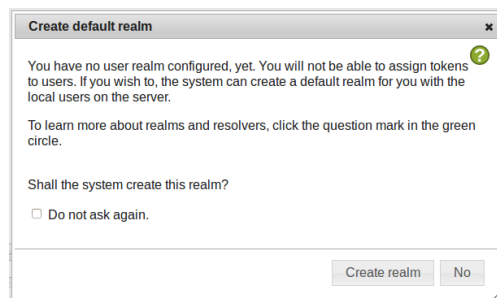 Create default realm
You have no user realm configured, yet. You will not be able to assign tokens
to users. If you wish to, the system can create a default realm for you with the
local users on the server.
To learn more about realms and resolvers, click the question mark in the green
circle.
Shall the system create this realm?
Do not ask again.
Create realm No